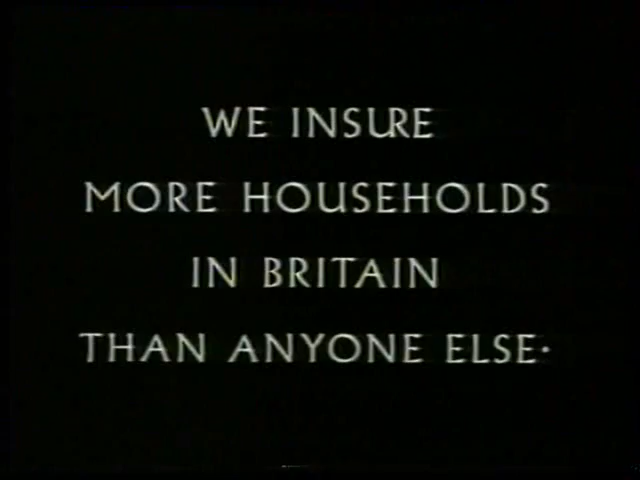 WE INSURE
MORE HOUSEHOLDS
IN BRITAIN
THAN ANYONE ELSE·